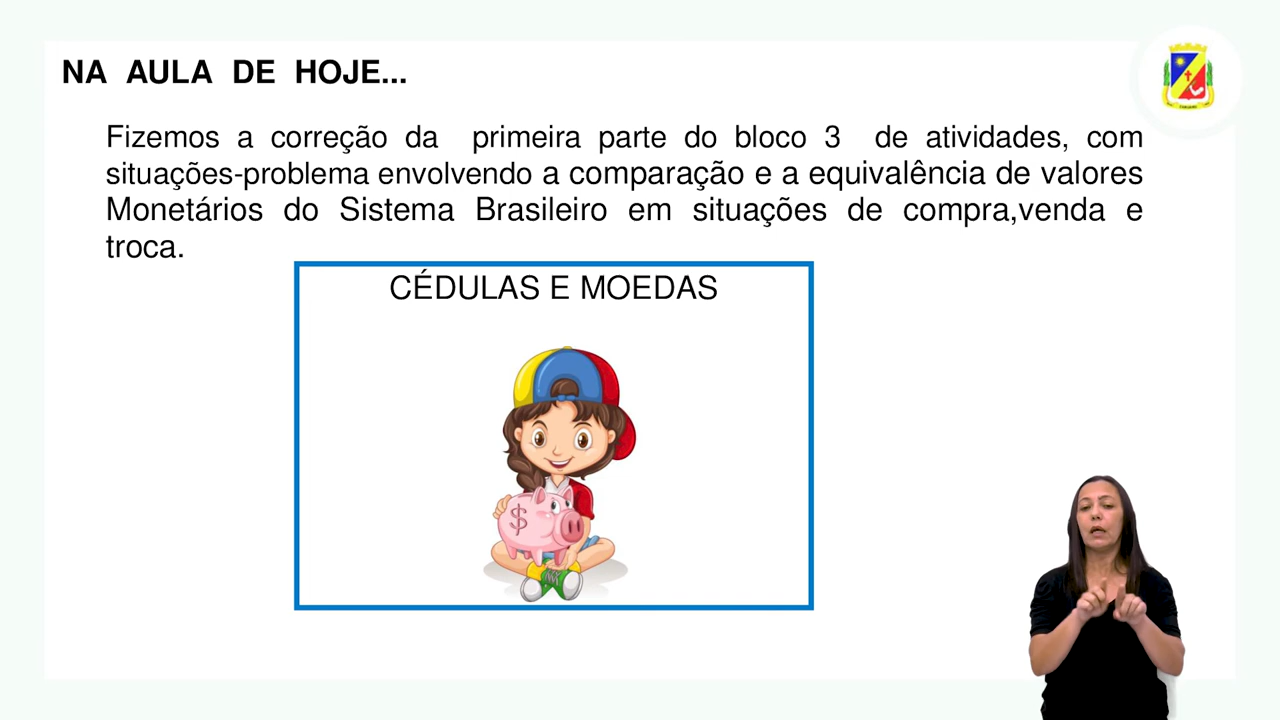 NA AULA DE HOJE...
Fizemos a correção da primeira parte do bloco 3 de atividades, com
situações-problema envolvendo a comparação e a equivalência de valores
Monetários do Sistema Brasileiro em situações de compra,venda e
troca.
CÉDULAS E MOEDAS
$